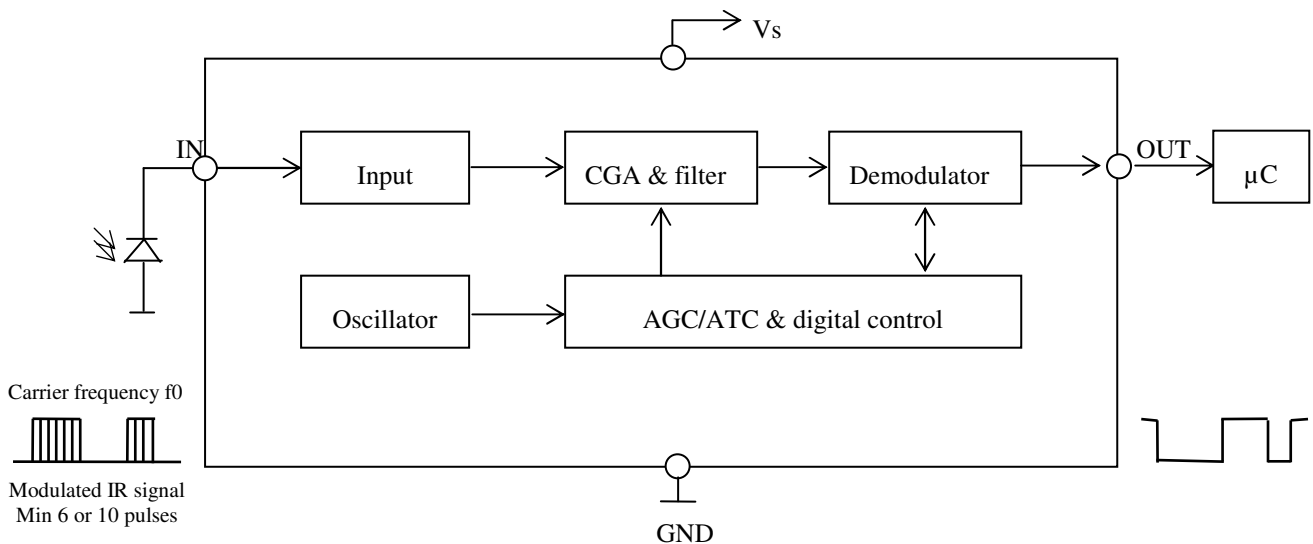 Vs
IN
Input
CGA & filter
Demodulator
OUT
µC
Oscillator
AGC/ATC & digital control
Carrier frequency f0
Modulated IR signal
Min 6 or 10 pulses
GND